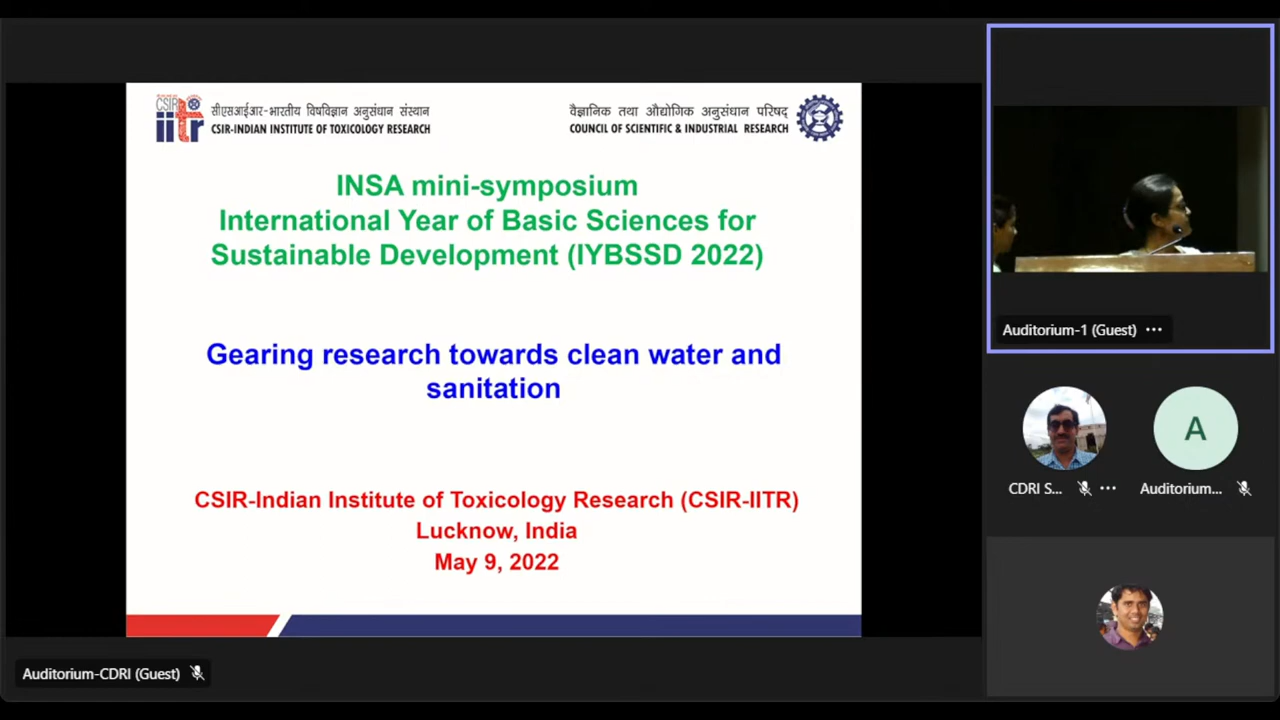 CSIR
iitr
सीएसआईआर-भारतीय विषविज्ञान अनुसंधान संस्थान
CSIR-INDIAN INSTITUTE OF TOXICOLOGY RESEARCH
वैज्ञानिक तथा औद्योगिक अनुसंधान परिषद्
COUNCIL OF SCIENTIFIC & INDUSTRIAL RESEARCH
INSA mini-symposium
International Year of Basic Sciences for
Sustainable Development (IYBSSD 2022)
Gearing research towards clean water and
sanitation
CSIR-Indian Institute of Toxicology Research (CSIR-IITR)
Lucknow, India
May 9, 2022
Auditorium-CDRI (Guest)
Auditorium-1 (Guest)
A
CDRI S...
Auditorium...